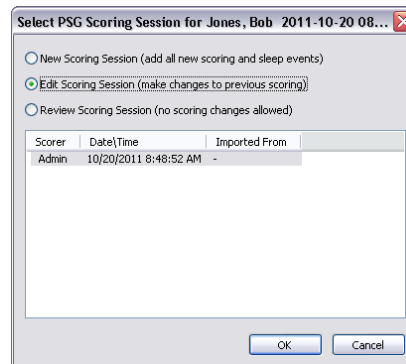 Select PSG Scoring Session for Jones, Bob 2011-10-20 08...
New Scoring Session (add all new scoring and sleep events)
Edit Scoring Session (make changes to previous scoring)
Review Scoring Session (no scoring changes allowed)
Scorer Date\Time Imported From
Admin 10/20/2011 8:48:52 AM -
OK Cancel